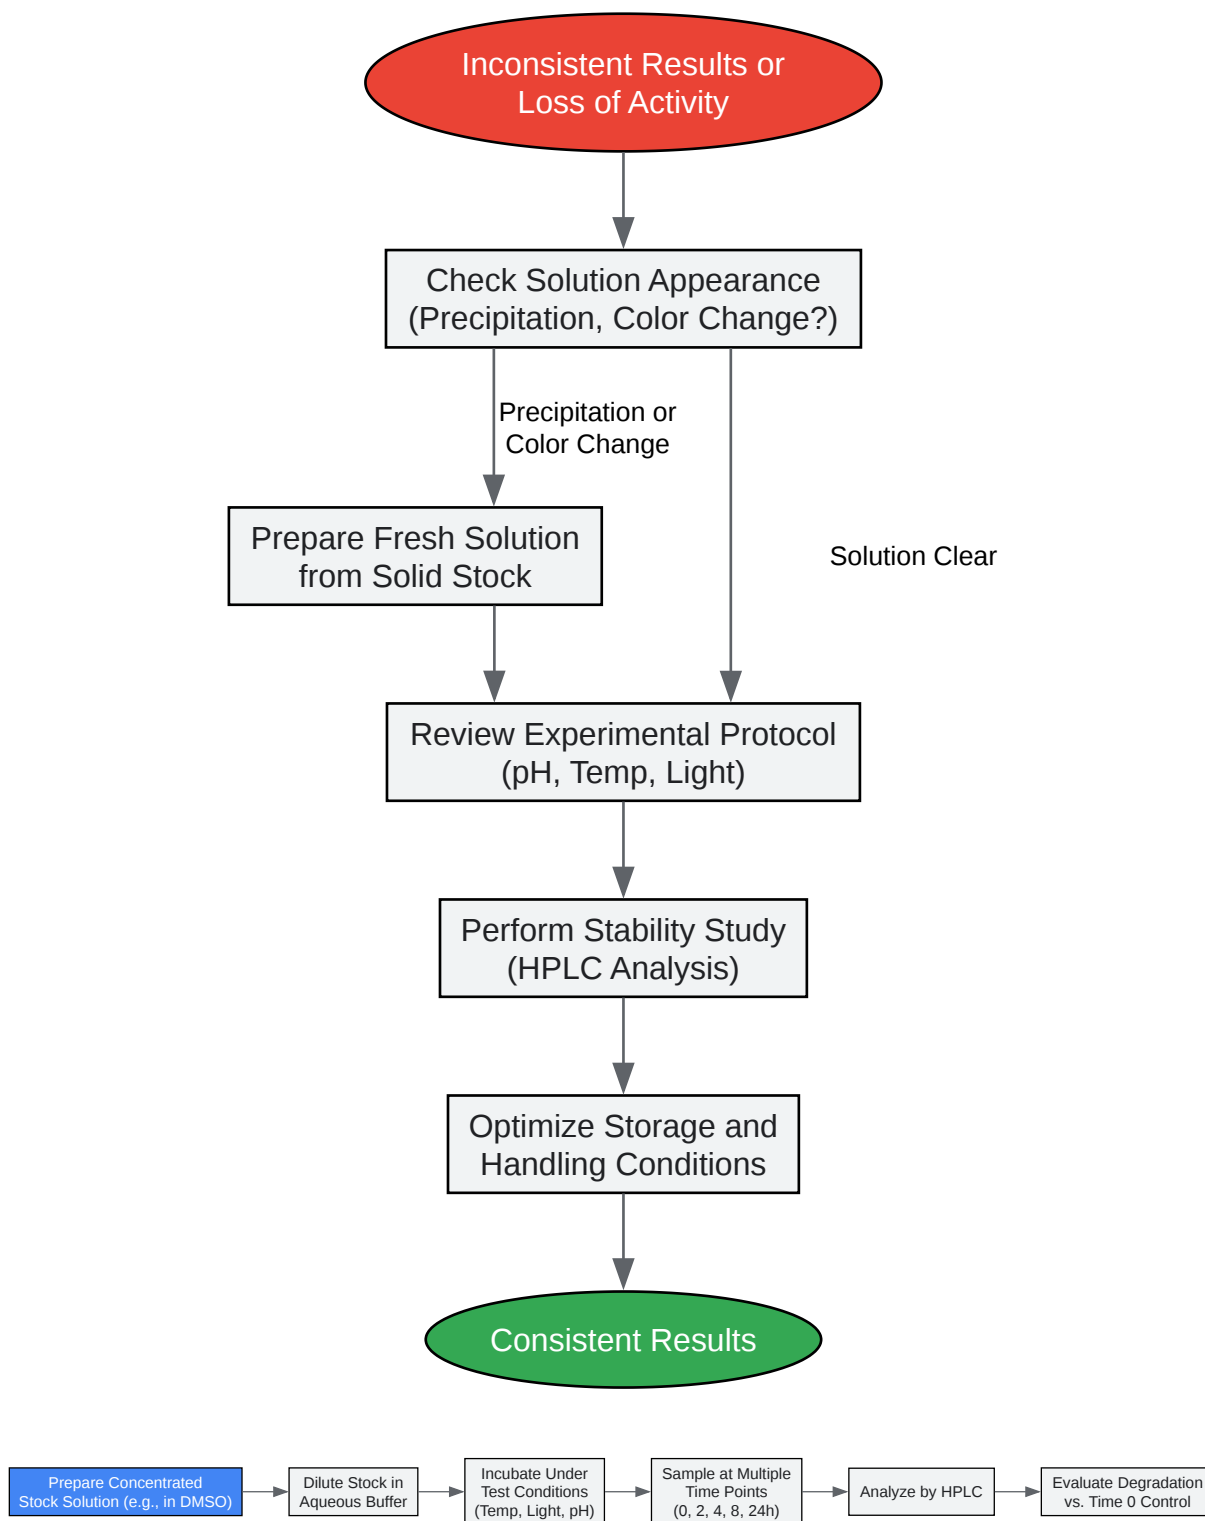 Inconsistent Results or
Loss of Activity
Check Solution Appearance
(Precipitation, Color Change?)
Precipitation or
Color Change
Prepare Fresh Solution
from Solid Stock
Solution Clear
Review Experimental Protocol
(pH, Temp, Light)
Perform Stability Study
(HPLC Analysis)
Optimize Storage and
Handling Conditions
Consistent Results
Prepare Concentrated
Stock Solution (e.g., in DMSO)
Dilute Stock in
Aqueous Buffer
Incubate Under
Test Conditions
(Temp, Light, pH)
Sample at Multiple
Time Points
(0, 2, 4, 8, 24h)
Analyze by HPLC
Evaluate Degradation
vs. Time 0 Control